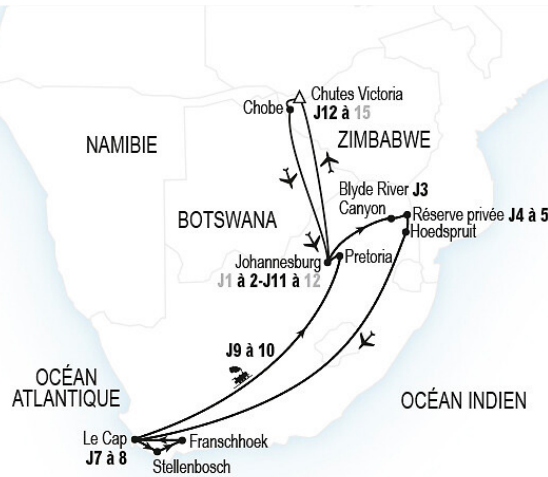 Chutes Victoria
Chobe
J12 à 15
NAMIBIE
ZIMBABWE
Blyde River J3
Canyon
Réserve privée J4 à 5
BOTSWANA
Hoedspruit
Johannesburg
Pretoria
J1 à 2-J11 à 12
J9 à 10
OCÉAN
ATLANTIQUE
OCÉAN INDIEN
Le Cap
Franschhoek
J7 à 8
Stellenbosch